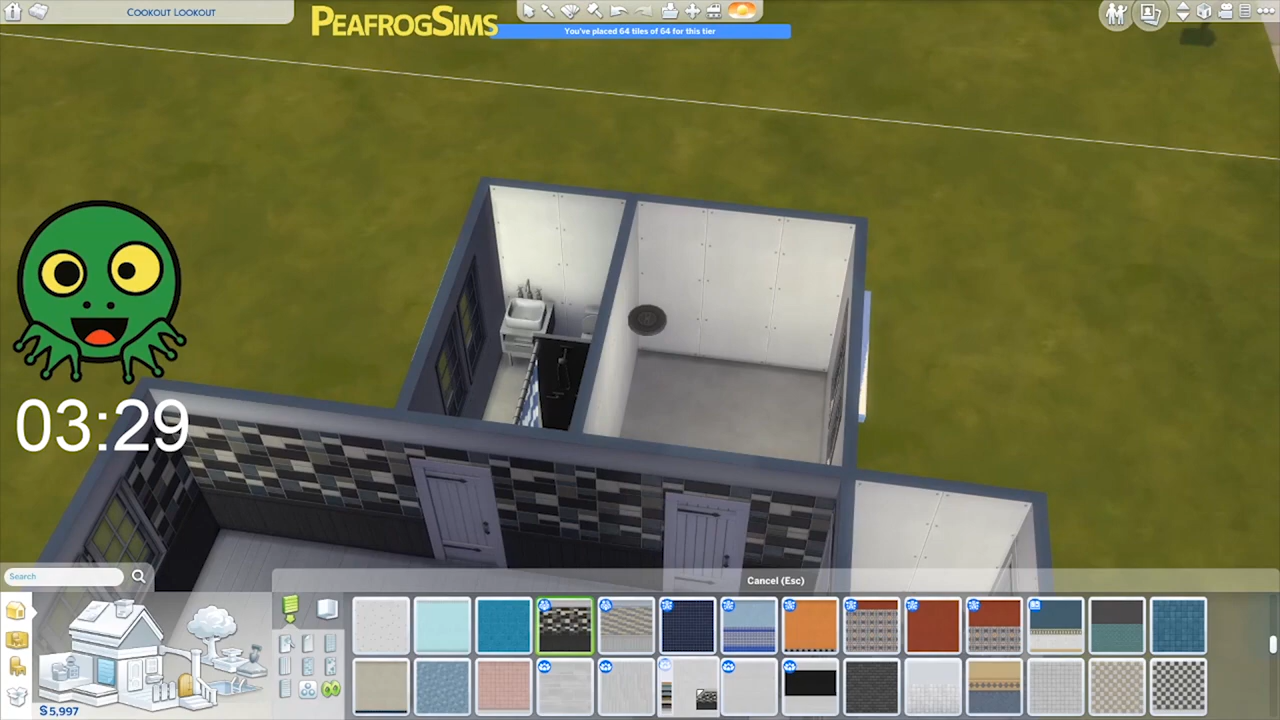 COOKOUT LOOKOUT
PEAFROGSIMS
You've placed 64 tiles of 64 for this tier
03:29
Cancel (Esc)
Search
§5,997